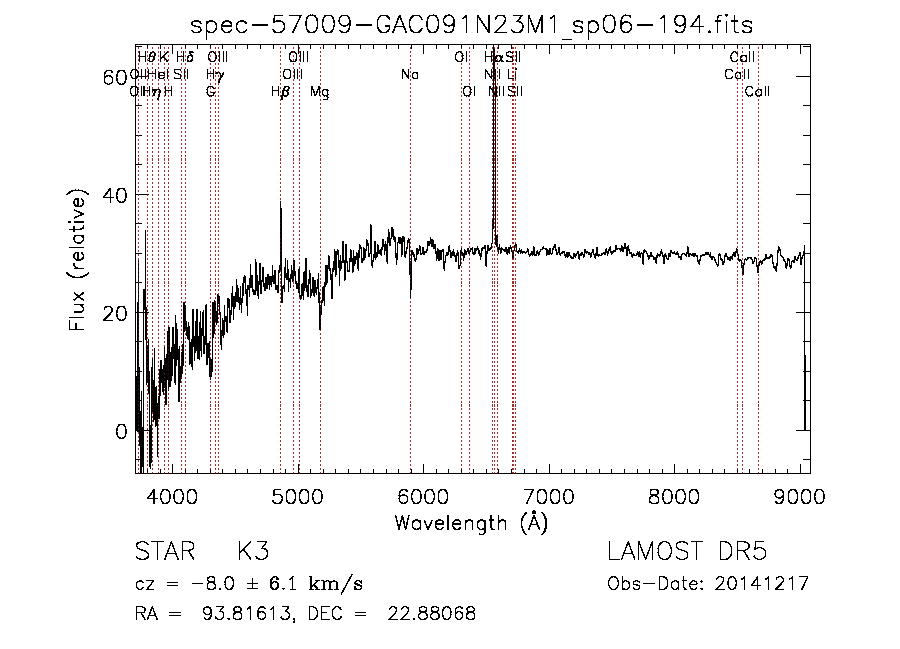 spec-57009-GAC091N23M1_sp06-194.fits
Hθ K Hδ OIII OIII OI Hα SII CaII
60 OII HeI SII Hγ OIII Na NII Li CaII
OII Hη H G Hβ Mg OI NII SII CaII
40
20
0
Flux (relative)
4000 5000 6000 7000 8000 9000
Wavelength (Å)
STAR K3 LAMOST DR5
cz = -8.0 ± 6.1 km/s Obs-Date: 20141217
RA = 93.81613, DEC = 22.88068